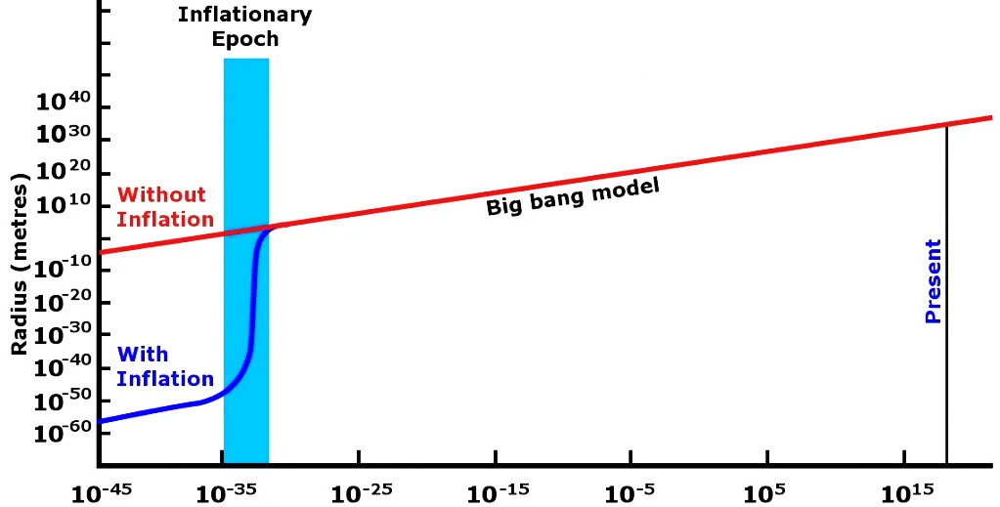 Inflationary
Epoch
10⁴⁰
10³⁰
10²⁰
10¹⁰
10⁻¹⁰
10⁻²⁰
10⁻³⁰
10⁻⁴⁰
10⁻⁵⁰
10⁻⁶⁰
Radius (metres)
Without
Inflation
With
Inflation
Big bang model
Present
10⁻⁴⁵
10⁻³⁵
10⁻²⁵
10⁻¹⁵
10⁻⁵
10⁵
10¹⁵